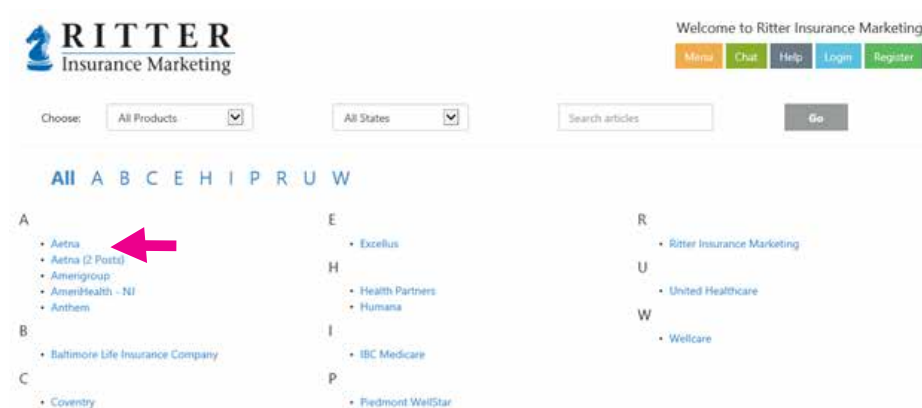 RITTER
Insurance Marketing
Welcome to Ritter Insurance Marketing
Menu Chat Help Login Register
Choose: All Products All States Search articles Go
All A B C E H I P R U W
A
• Aetna
• Aetna (2 Posts)
• Amerigroup
• AmeriHealth - NJ
• Anthem
B
• Baltimore Life Insurance Company
C
• Coventry
E
• Excellus
H
• Health Partners
• Humana
I
• IBC Medicare
P
• Piedmont WellStar
R
• Ritter Insurance Marketing
U
• United Healthcare
W
• Wellcare